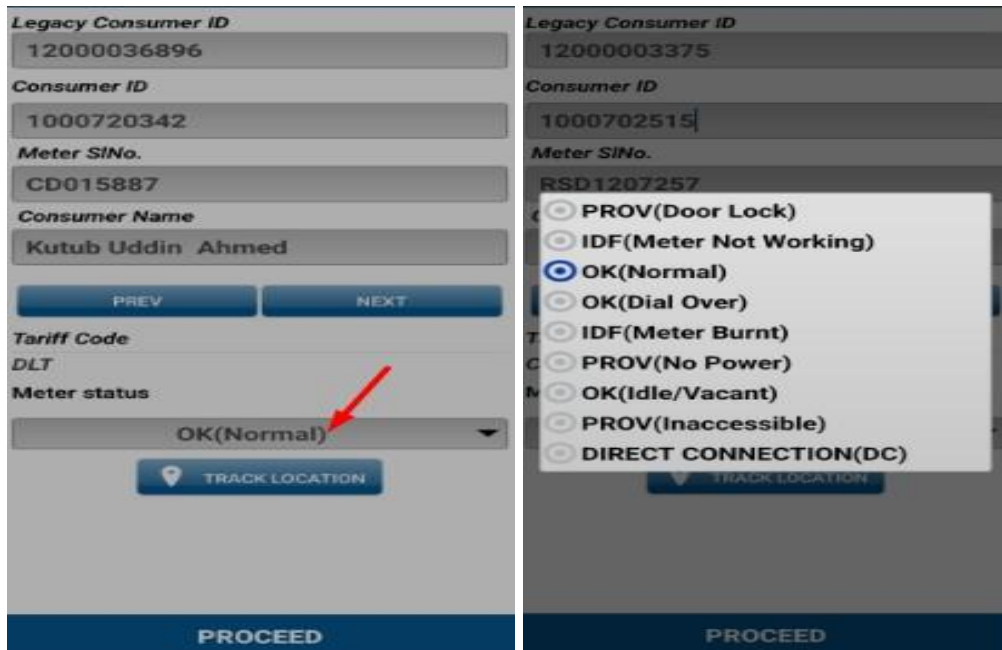 Legacy Consumer ID
12000036896
Consumer ID
1000720342
Meter SlNo.
CD015887
Consumer Name
Kutub Uddin Ahmed
PREV NEXT
Tariff Code
DLT
Meter status
OK(Normal)
TRACK LOCATION
PROCEED
Legacy Consumer ID
12000003375
Consumer ID
1000702515
Meter SlNo.
RSD1207257
PROV(Door Lock)
IDF(Meter Not Working)
OK(Normal)
OK(Dial Over)
IDF(Meter Burnt)
PROV(No Power)
OK(Idle/Vacant)
PROV(Inaccessible)
DIRECT CONNECTION(DC)
TRACK LOCATION
PROCEED